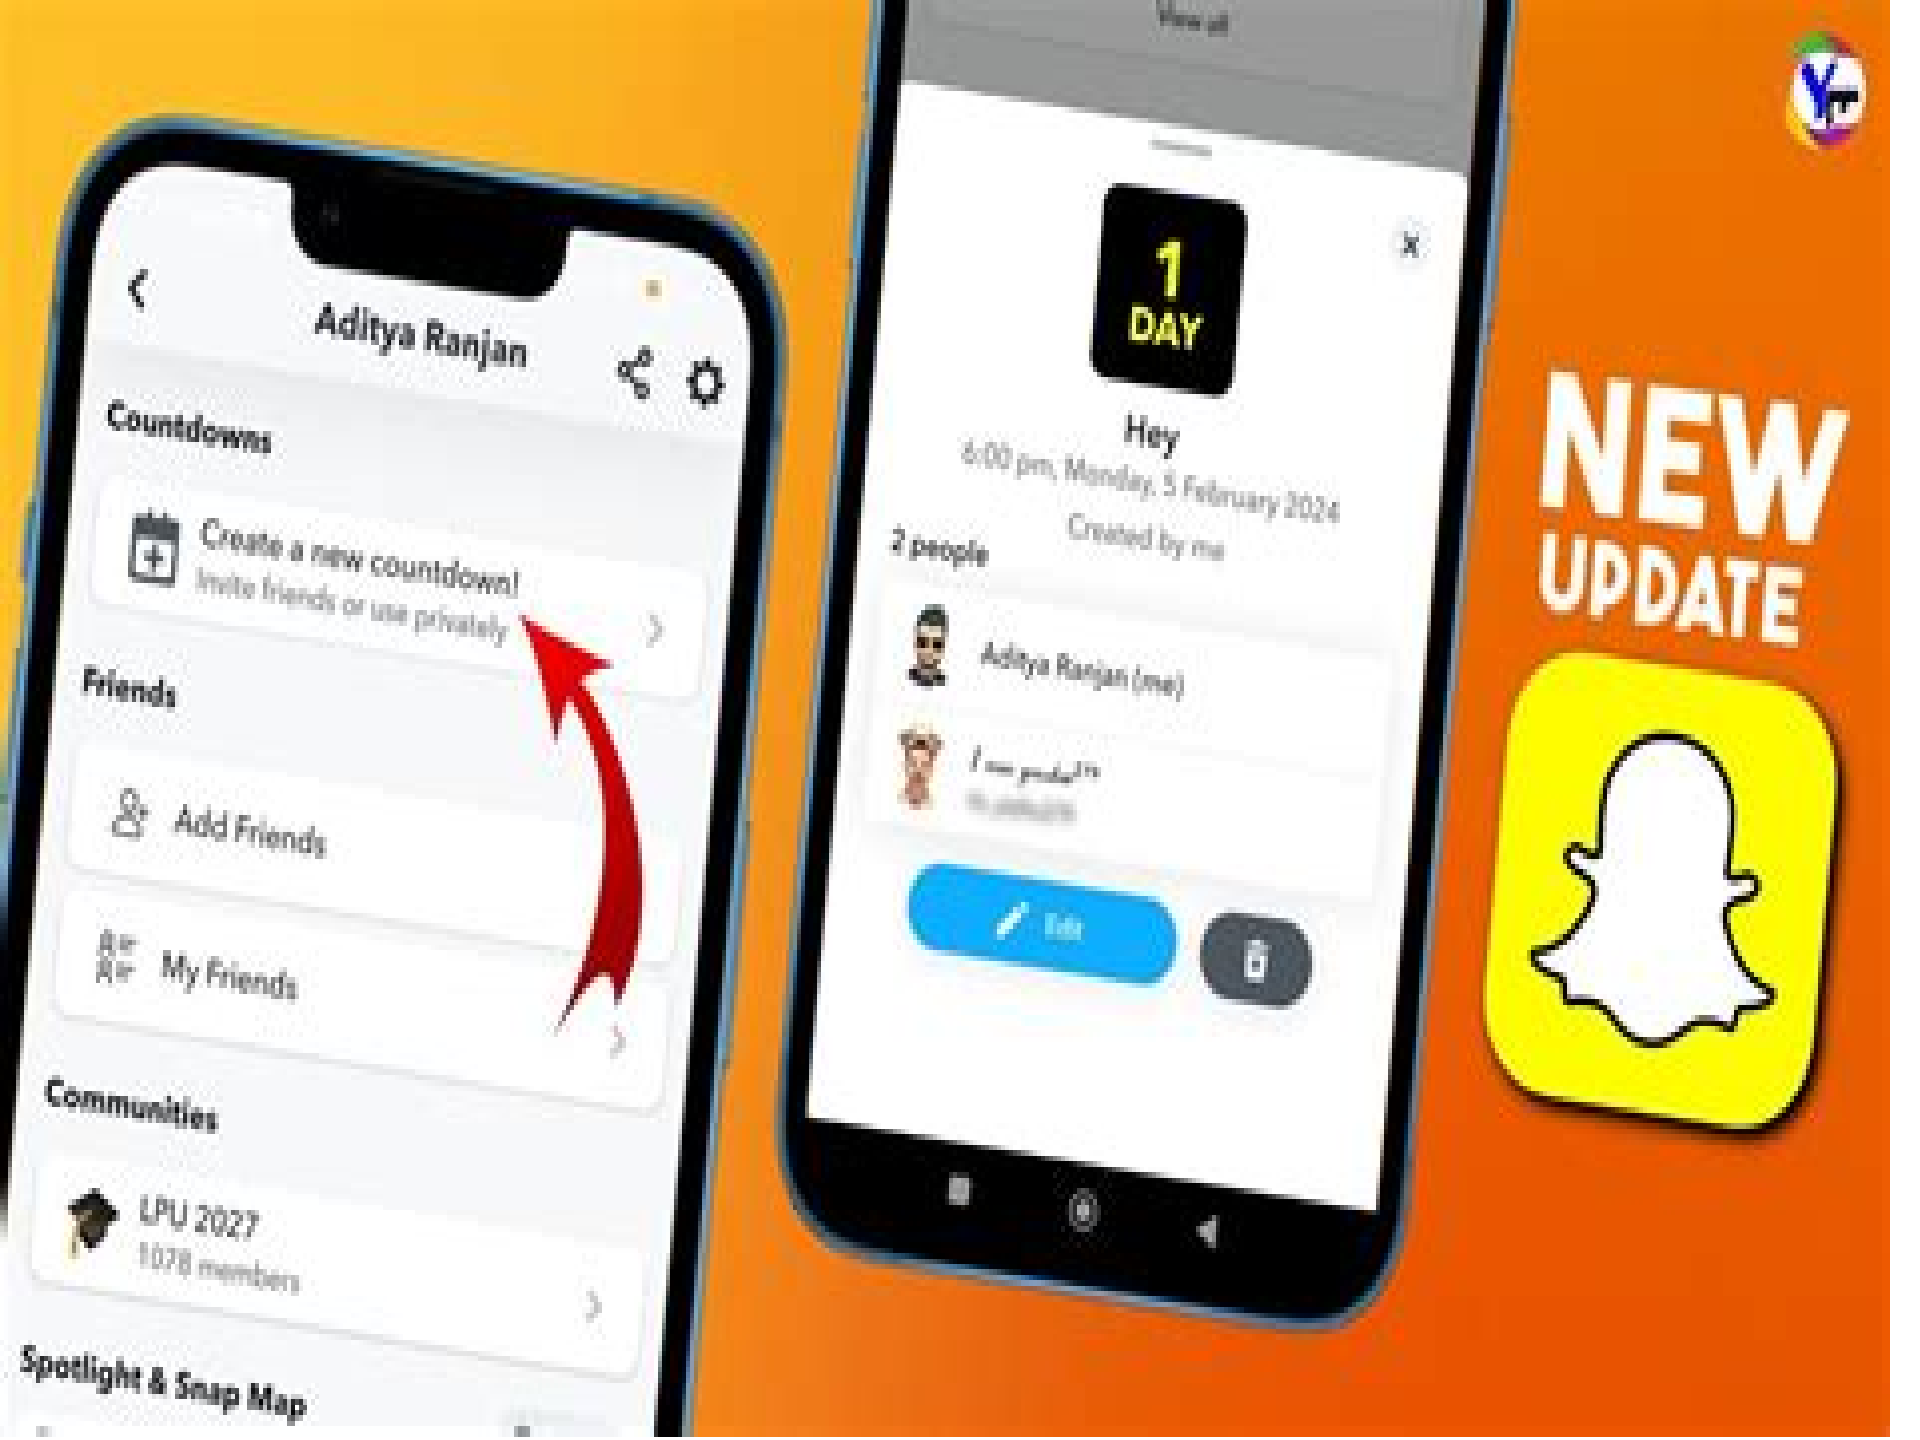 Aditya Ranjan
Countdowns
Create a new countdown!
Invite friends or use privately
Friends
Add Friends
My Friends
Communities
LPU 2027
1078 members
Spotlight & Snap Map
View all
1
DAY
X
Hey
6:00 pm, Monday, 5 February 2024
Created by me
2 people
Aditya Ranjan (me)
Edit
NEW
UPDATE